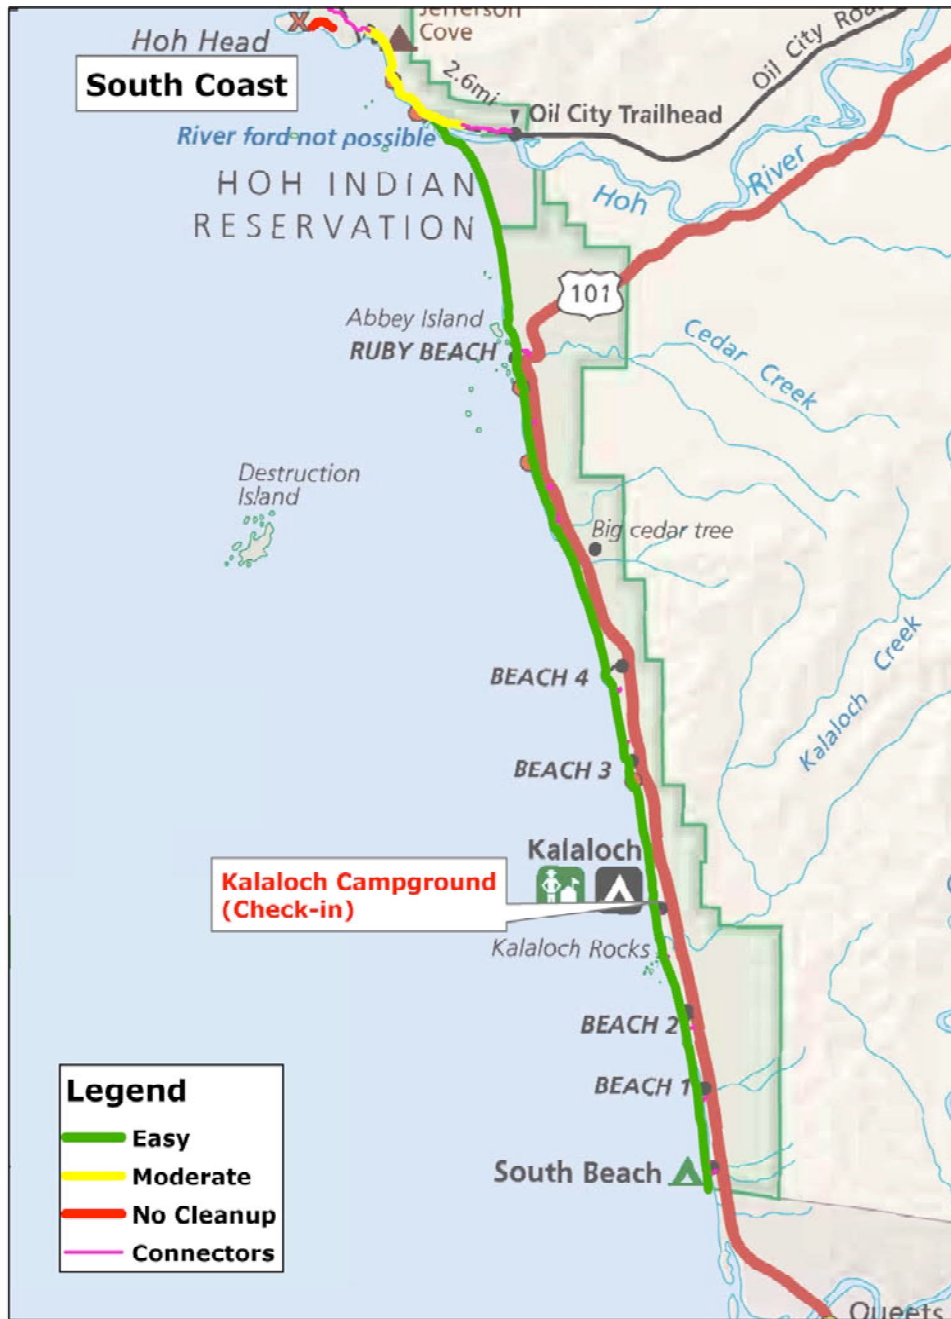 Jefferson
Cove
Hoh Head
South Coast
2.6mi
Oil City Road
Oil City Trailhead
River ford not possible
HOH INDIAN
RESERVATION
Hoh
River
101
Abbey Island
RUBY BEACH
Cedar Creek
Destruction
Island
Big cedar tree
BEACH 4
Kalaloch Creek
BEACH 3
Kalaloch
Kalaloch Campground
(Check-in)
Kalaloch Rocks
BEACH 2
BEACH 1
South Beach
Legend
Easy
Moderate
No Cleanup
Connectors
Queets